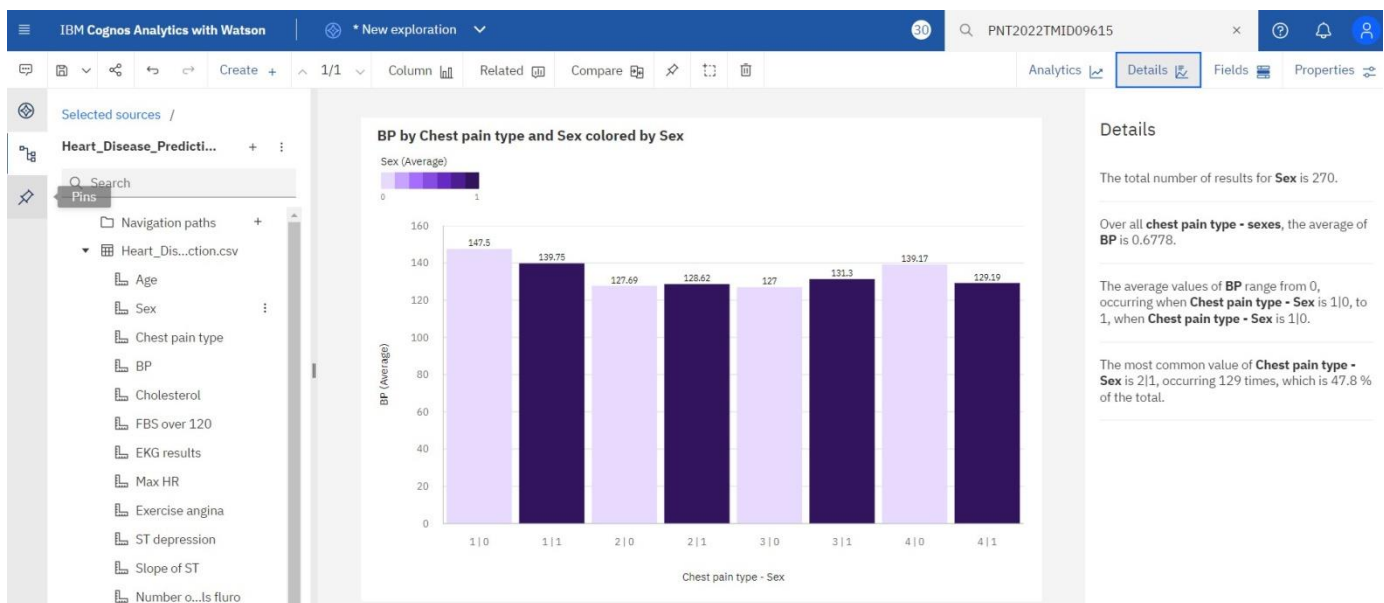 IBM Cognos Analytics with Watson
* New exploration
30
PNT2022TMID09615
Create +
1/1
Column
Related
Compare
Analytics
Details
Fields
Properties
Selected sources /
Heart_Disease_Predicti...
Search
Pins
Navigation paths
Heart_Dis...ction.csv
Age
Sex
Chest pain type
BP
Cholesterol
FBS over 120
EKG results
Max HR
Exercise angina
ST depression
Slope of ST
Number o...ls fluro
BP by Chest pain type and Sex colored by Sex
Sex (Average)
0 1
BP (Average)
160
140
120
100
80
60
40
20
0
147.5
139.75
127.69
128.62
127
131.3
139.17
129.19
1|0 1|1 2|0 2|1 3|0 3|1 4|0 4|1
Chest pain type - Sex
Details
The total number of results for Sex is 270.
Over all chest pain type - sexes, the average of
BP is 0.6778.
The average values of BP range from 0,
occurring when Chest pain type - Sex is 1|0, to
1, when Chest pain type - Sex is 1|0.
The most common value of Chest pain type -
Sex is 2|1, occurring 129 times, which is 47.8 %
of the total.